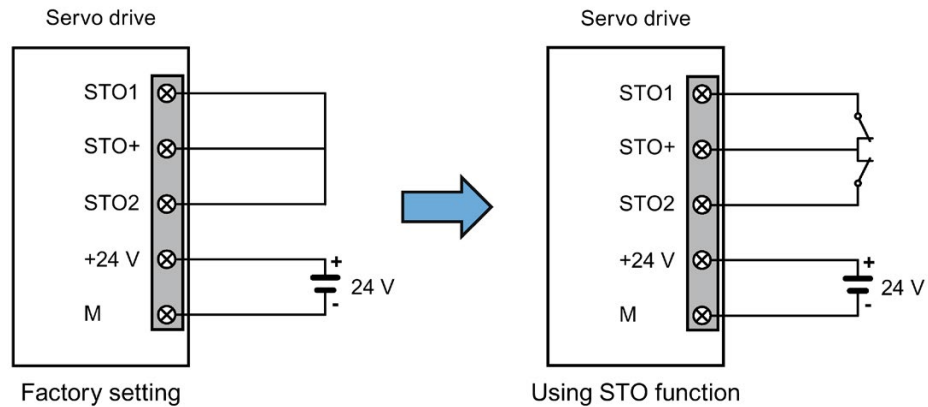 Servo drive
STO1
STO+
STO2
+24 V
M
+
24 V
-
Factory setting
Servo drive
STO1
STO+
STO2
+24 V
M
+
24 V
-
Using STO function